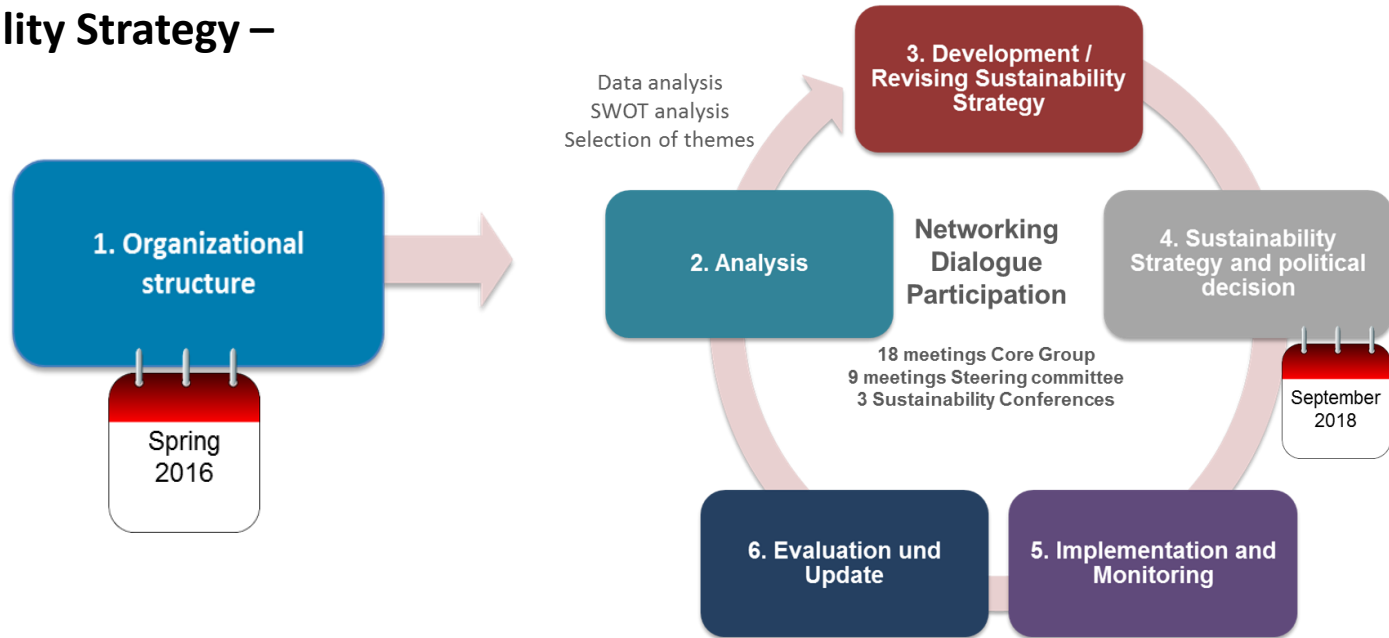 lity Strategy –
1. Organizational
structure
Spring
2016
Data analysis
SWOT analysis
Selection of themes
2. Analysis
3. Development /
Revising Sustainability
Strategy
4. Sustainability
Strategy and political
decision
September
2018
Networking
Dialogue
Participation
18 meetings Core Group
9 meetings Steering committee
3 Sustainability Conferences
5. Implementation and
Monitoring
6. Evaluation und
Update